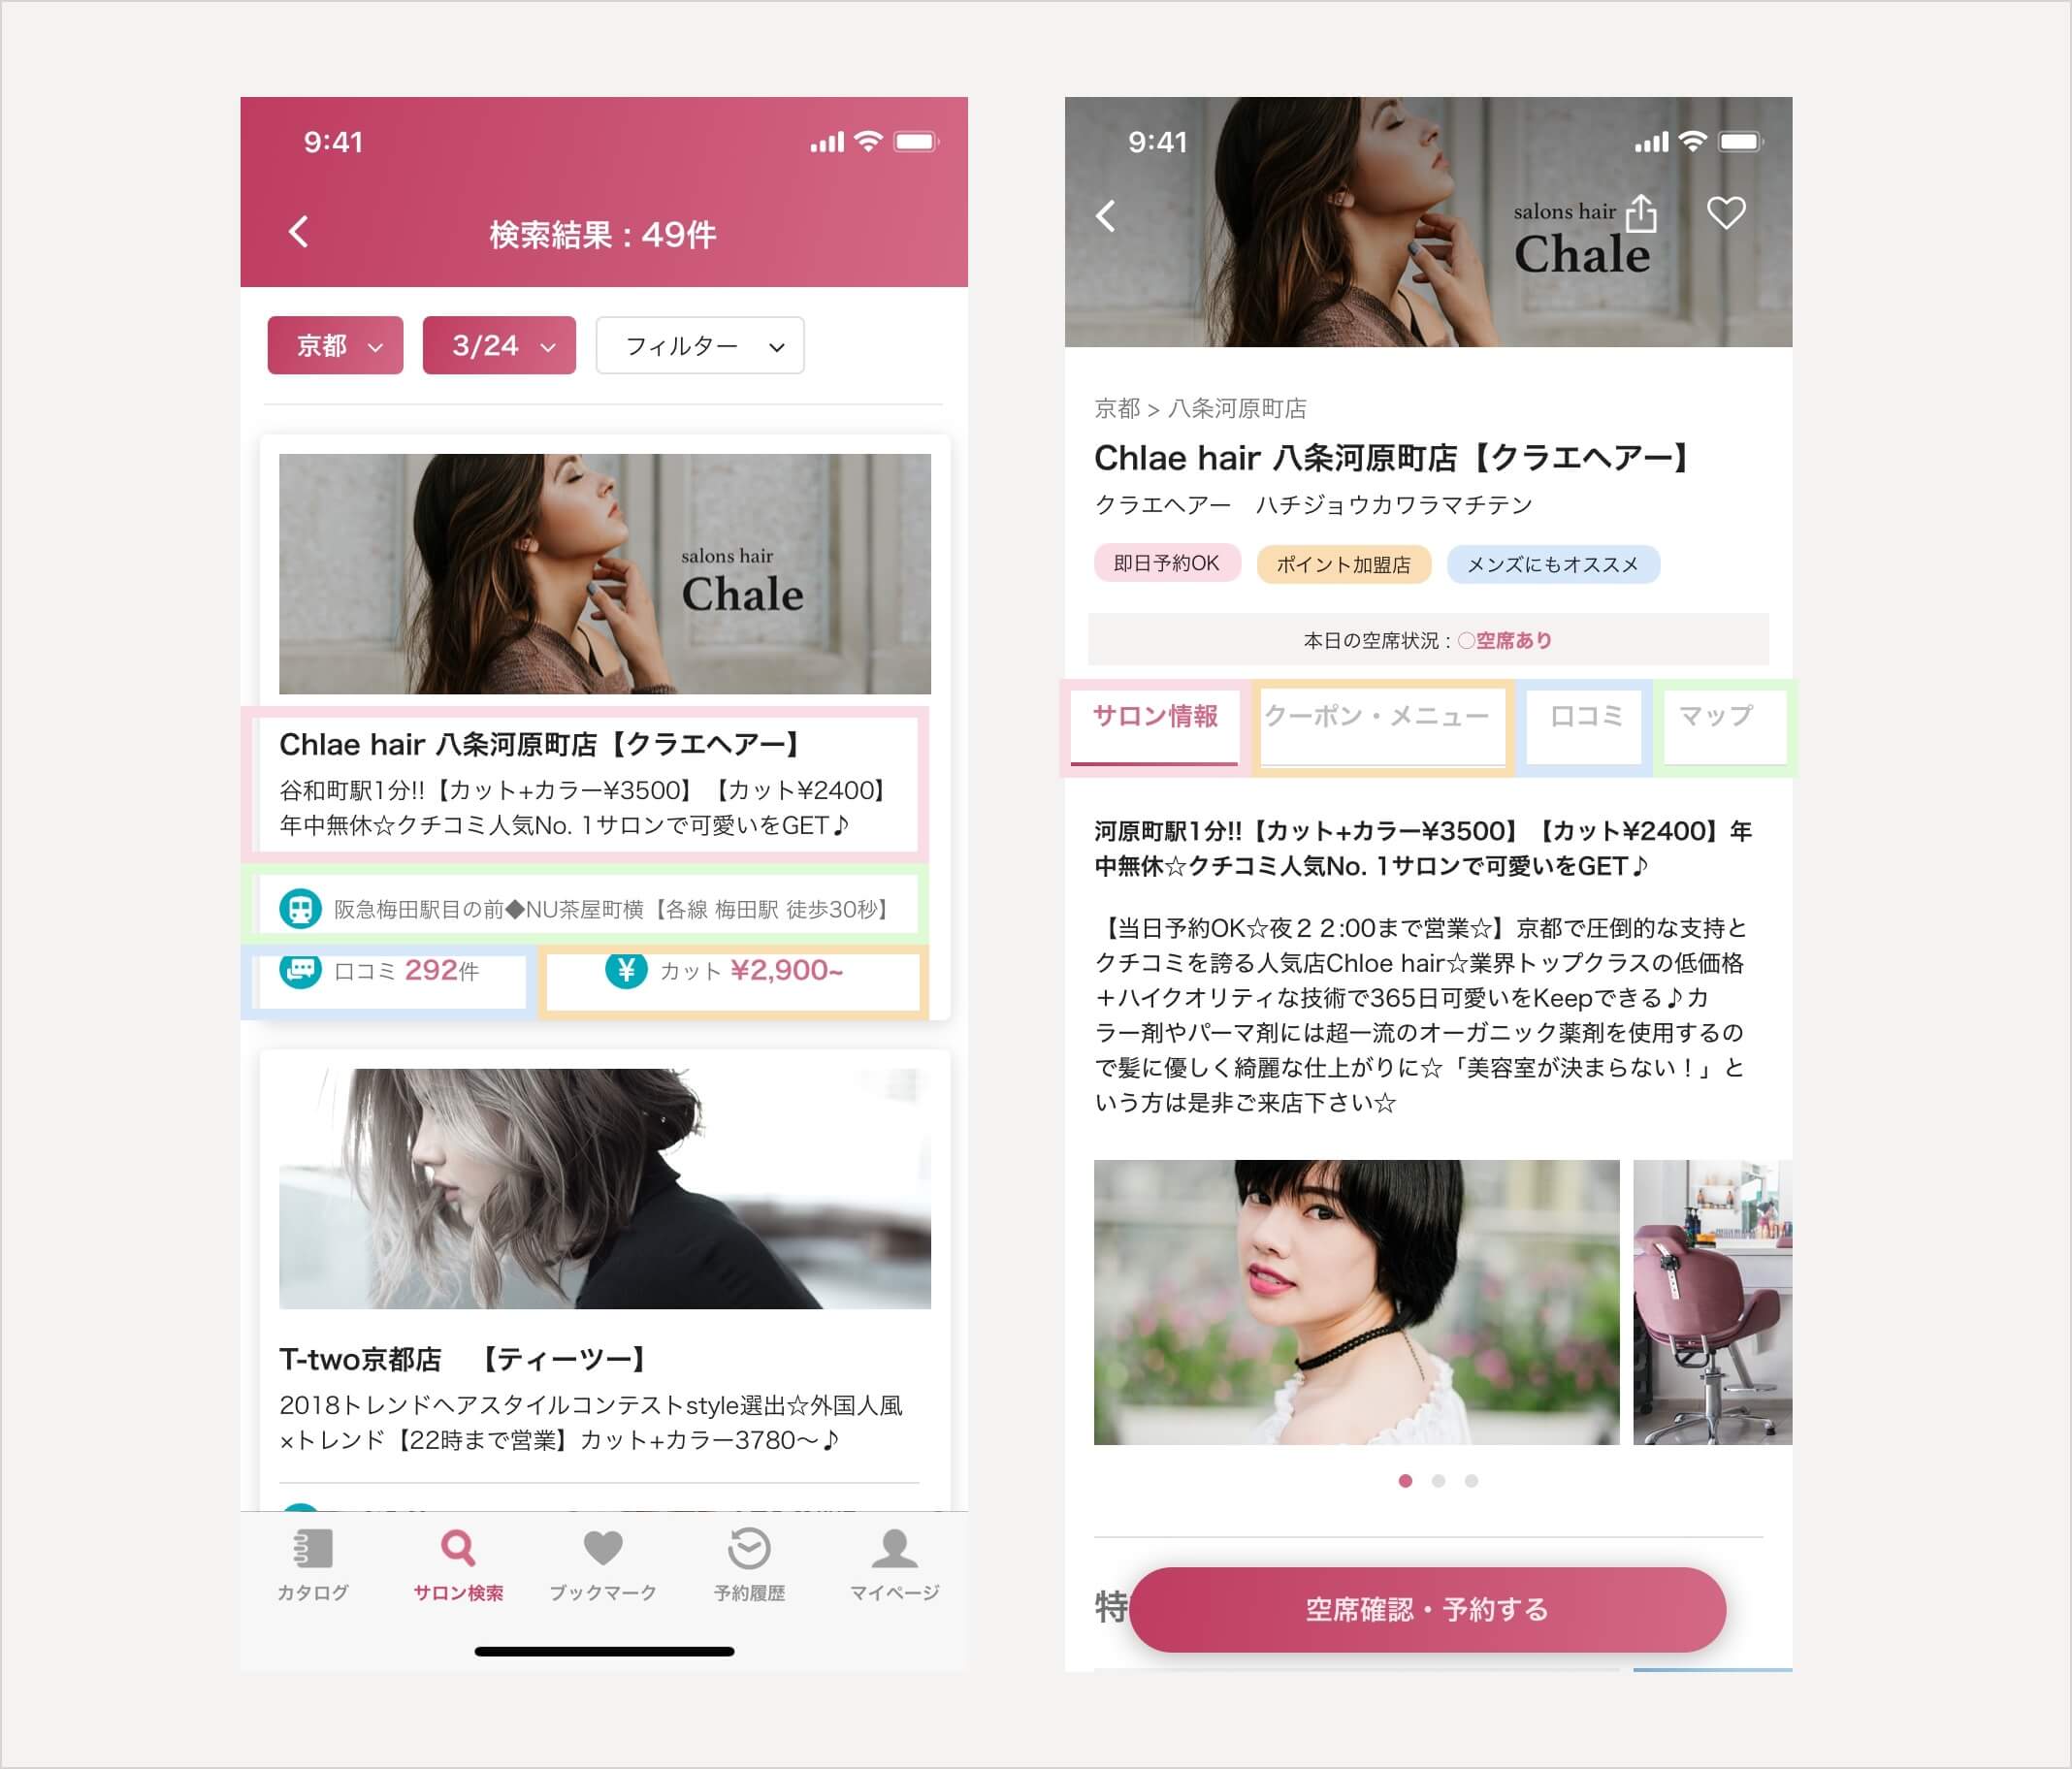 9:41
検索結果：49件
京都
3/24
フィルター
salons hair
Chale
Chlae hair 八条河原町店【クラエヘアー】
谷和町駅1分!!【カット+カラー¥3500】【カット¥2400】
年中無休☆クチコミ人気No. 1サロンで可愛いをGET♪
阪急梅田駅目の前◆NU茶屋町横【各線 梅田駅 徒歩30秒】
口コミ 292件
カット ¥2,900~
T-two京都店　【ティーツー】
2018トレンドヘアスタイルコンテストstyle選出☆外国人風
×トレンド【22時まで営業】カット+カラー3780〜♪
カタログ
サロン検索
ブックマーク
予約履歴
マイページ
9:41
salons hair
Chale
京都 > 八条河原町店
Chlae hair 八条河原町店【クラエヘアー】
クラエヘアー　ハチジョウカワラマチテン
即日予約OK
ポイント加盟店
メンズにもオススメ
本日の空席状況：○空席あり
サロン情報
クーポン・メニュー
口コミ
マップ
河原町駅1分!!【カット+カラー¥3500】【カット¥2400】年
中無休☆クチコミ人気No. 1サロンで可愛いをGET♪
【当日予約OK☆夜２２:00まで営業☆】京都で圧倒的な支持と
クチコミを誇る人気店Chloe hair☆業界トップクラスの低価格
＋ハイクオリティな技術で365日可愛いをKeepできる♪カ
ラー剤やパーマ剤には超一流のオーガニック薬剤を使用するの
で髪に優しく綺麗な仕上がりに☆「美容室が決まらない！」と
いう方は是非ご来店下さい☆
特
空席確認・予約する